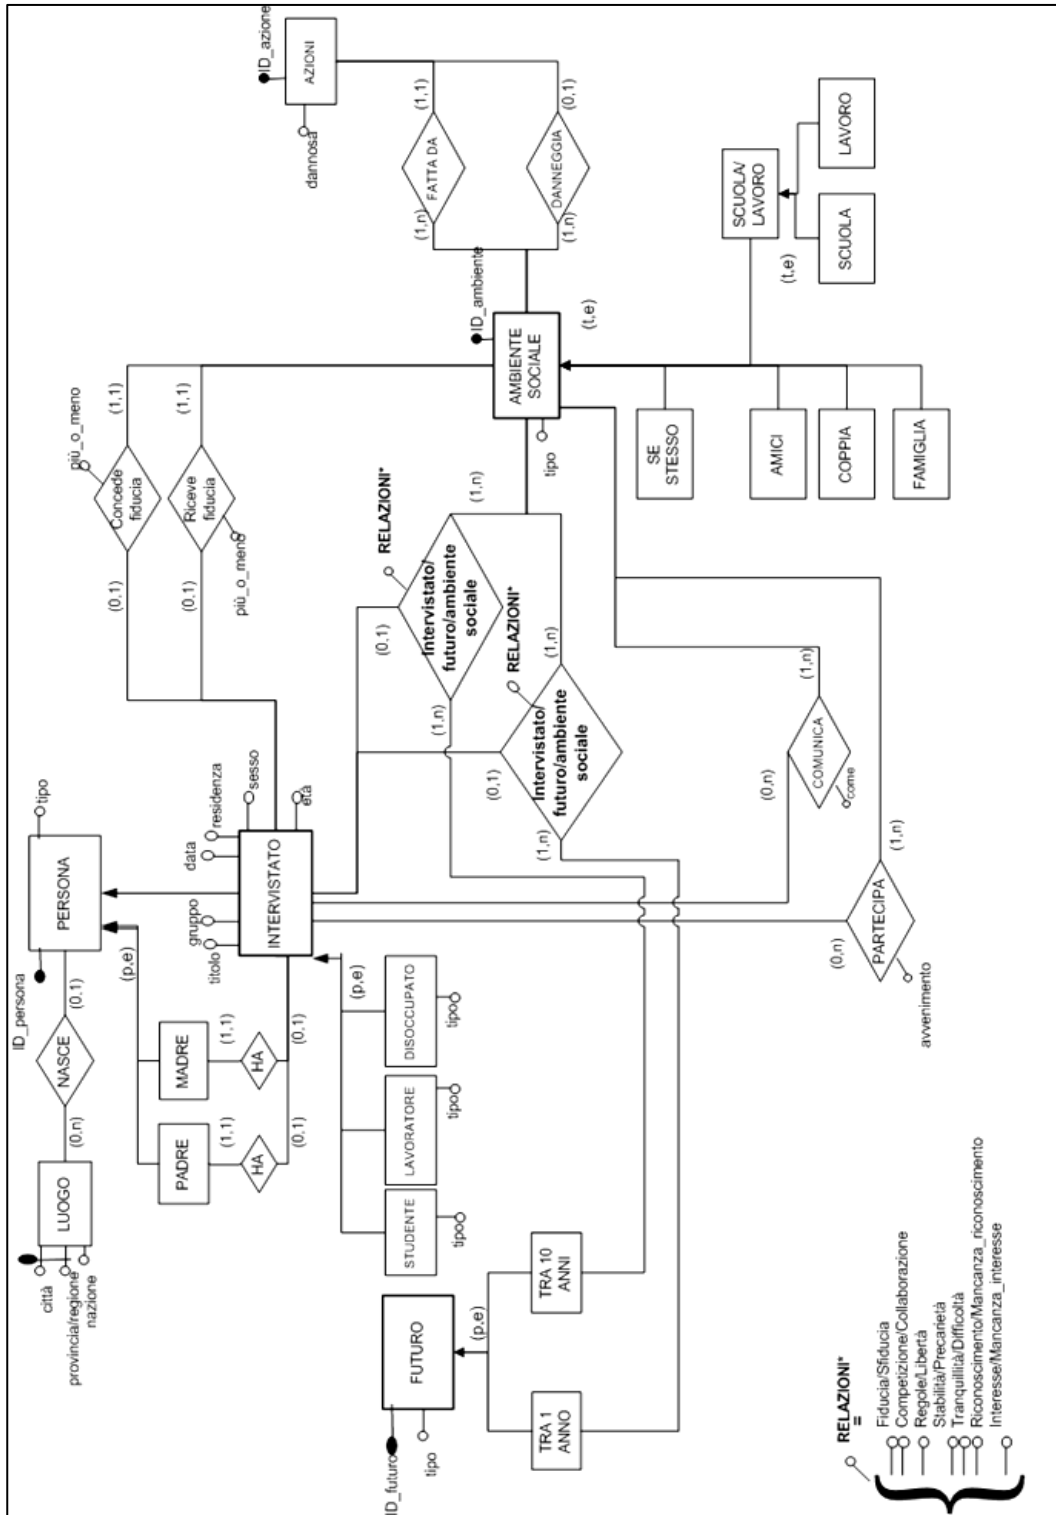 ID_futuro
tipo
FUTURO
(p,e)
TRA 1
ANNO
TRA 10
ANNI
città
provincia/regione
nazione
LUOGO
(0,n)
NASCE
(0,1)
ID_persona
PERSONA
tipo
(p,e)
PADRE
MADRE
(1,1)
(1,1)
HA
HA
(0,1)
(0,1)
titolo
gruppo
data
residenza
sesso
età
INTERVISTATO
(p,e)
STUDENTE
LAVORATORE
DISOCCUPATO
tipo
tipo
tipo
(0,1)
Concede
fiducia
più_o_meno
(1,1)
(0,1)
Riceve
fiducia
più_o_meno
(1,1)
(0,1)
Intervistato/
futuro/ambiente
sociale
RELAZIONI*
(1,n)
(1,n)
(0,1)
Intervistato/
futuro/ambiente
sociale
RELAZIONI*
(1,n)
(1,n)
ID_azione
AZIONI
dannosa
(1,1)
FATTA DA
(1,n)
(0,1)
DANNEGGIA
(1,n)
ID_ambiente
AMBIENTE
SOCIALE
tipo
(t,e)
SE
STESSO
AMICI
COPPIA
FAMIGLIA
SCUOLA/
LAVORO
(t,e)
SCUOLA
LAVORO
(0,n)
COMUNICA
come
(1,n)
(0,n)
PARTECIPA
avvenimento
(1,n)
RELAZIONI*
=
Fiducia/Sfiducia
Competizione/Collaborazione
Regole/Libertà
Stabilità/Precarietà
Tranquillità/Difficoltà
Riconoscimento/Mancanza_riconoscimento
Interesse/Mancanza_interesse